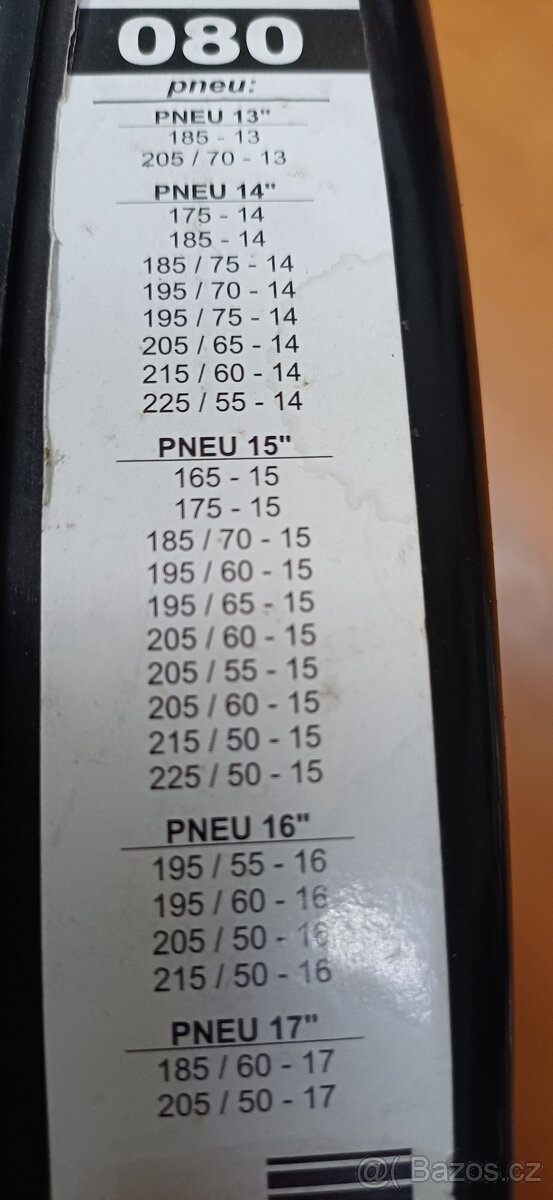 080
pneu:
PNEU 13"
185 - 13
205 / 70 - 13
PNEU 14"
175 - 14
185 - 14
185 / 75 - 14
195 / 70 - 14
195 / 75 - 14
205 / 65 - 14
215 / 60 - 14
225 / 55 - 14
PNEU 15"
165 - 15
175 - 15
185 / 70 - 15
195 / 60 - 15
195 / 65 - 15
205 / 60 - 15
205 / 55 - 15
205 / 60 - 15
215 / 50 - 15
225 / 50 - 15
PNEU 16"
195 / 55 - 16
195 / 60 - 16
205 / 50 - 16
215 / 50 - 16
PNEU 17"
185 / 60 - 17
205 / 50 - 17
@ Bazos.cz